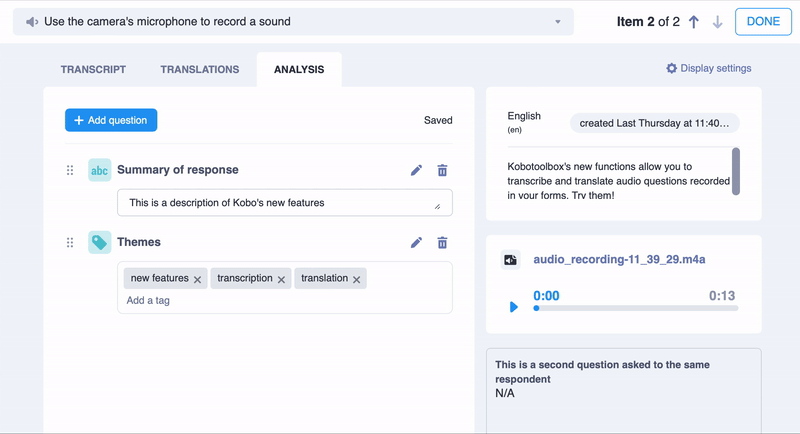 Use the camera's microphone to record a sound
Item 2 of 2
DONE
TRANSCRIPT
TRANSLATIONS
ANALYSIS
Display settings
+ Add question
Saved
abc
Summary of response
This is a description of Kobo's new features
Themes
new features ×
transcription ×
translation ×
Add a tag
English
(en)
created Last Thursday at 11:40...
Kobotoolbox's new functions allow you to
transcribe and translate audio questions recorded
in your forms. Try them!
audio_recording-11_39_29.m4a
0:00
0:13
This is a second question asked to the same
respondent
N/A